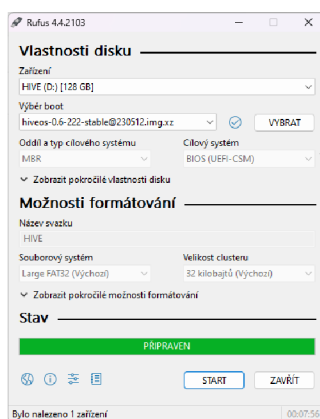 Rufus 4.4.2103
Vlastnosti disku
Zařízení
HIVE (D:) [128 GB]
Výběr boot
hiveos-0.6-222-stable@230512.img.xz
VYBRAT
Oddíl a typ cílového systému
Cílový systém
MBR
BIOS (UEFI-CSM)
Zobrazit pokročilé vlastnosti disku
Možnosti formátování
Název svazku
HIVE
Souborový systém
Velikost clusteru
Large FAT32 (Výchozí)
32 kilobajtů (Výchozí)
Zobrazit pokročilé možnosti formátování
Stav
PŘIPRAVEN
START
ZAVŘÍT
Bylo nalezeno 1 zařízení
00:07:56